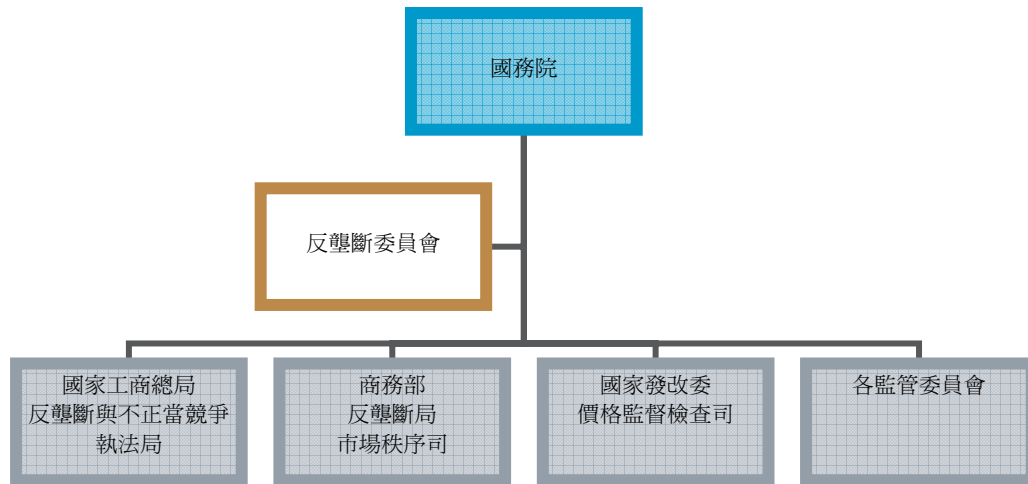 國務院
反壟斷委員會
國家工商總局
反壟斷與不正當競爭
執法局
商務部
反壟斷局
市場秩序司
國家發改委
價格監督檢查司
各監管委員會